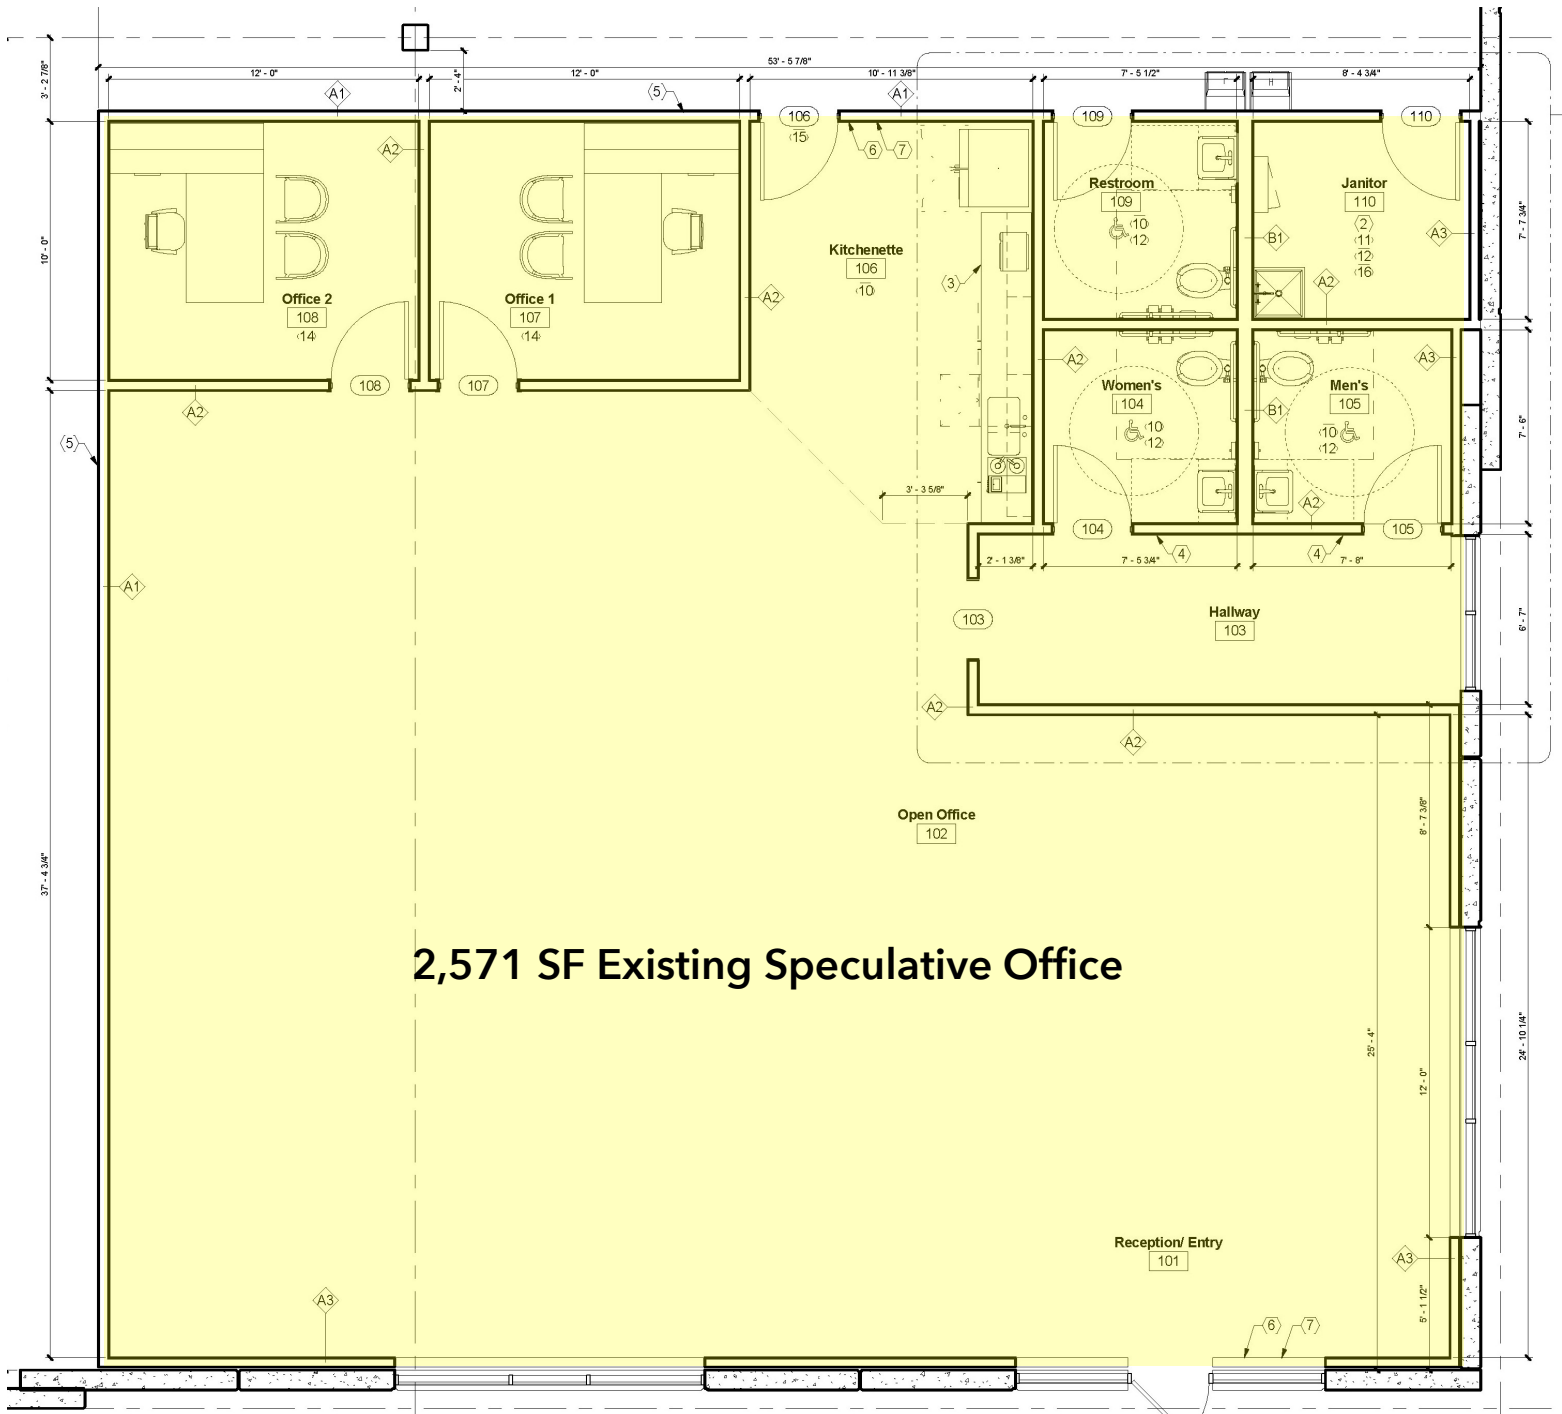 53' - 5 7/8"
12' - 0"
12' - 0"
10' - 11 3/8"
7' - 5 1/2"
8' - 4 3/4"
3' - 2 7/8"
2' - 4"
A1
5
A1
H
106
15
109
110
6
7
A2
Restroom
109
10
12
Janitor
110
2
11
12
16
B1
A3
7' - 7 3/4"
10' - 0"
Kitchenette
106
10
3
A2
A2
Office 2
108
14
Office 1
107
14
A2
A3
Women's
104
10
12
Men's
105
10
12
B1
7' - 6"
108
107
A2
5
3' - 3 5/8"
A2
104
105
4
4
2' - 1 3/8"
7' - 5 3/4"
7' - 8"
A1
103
Hallway
103
6' - 7"
A2
A2
Open Office
102
8' - 7 3/8"
37' - 4 3/4"
2,571 SF Existing Speculative Office
25' - 4"
12' - 0"
24' - 10 1/4"
Reception/ Entry
101
A3
A3
5' - 1 1/2"
6
7